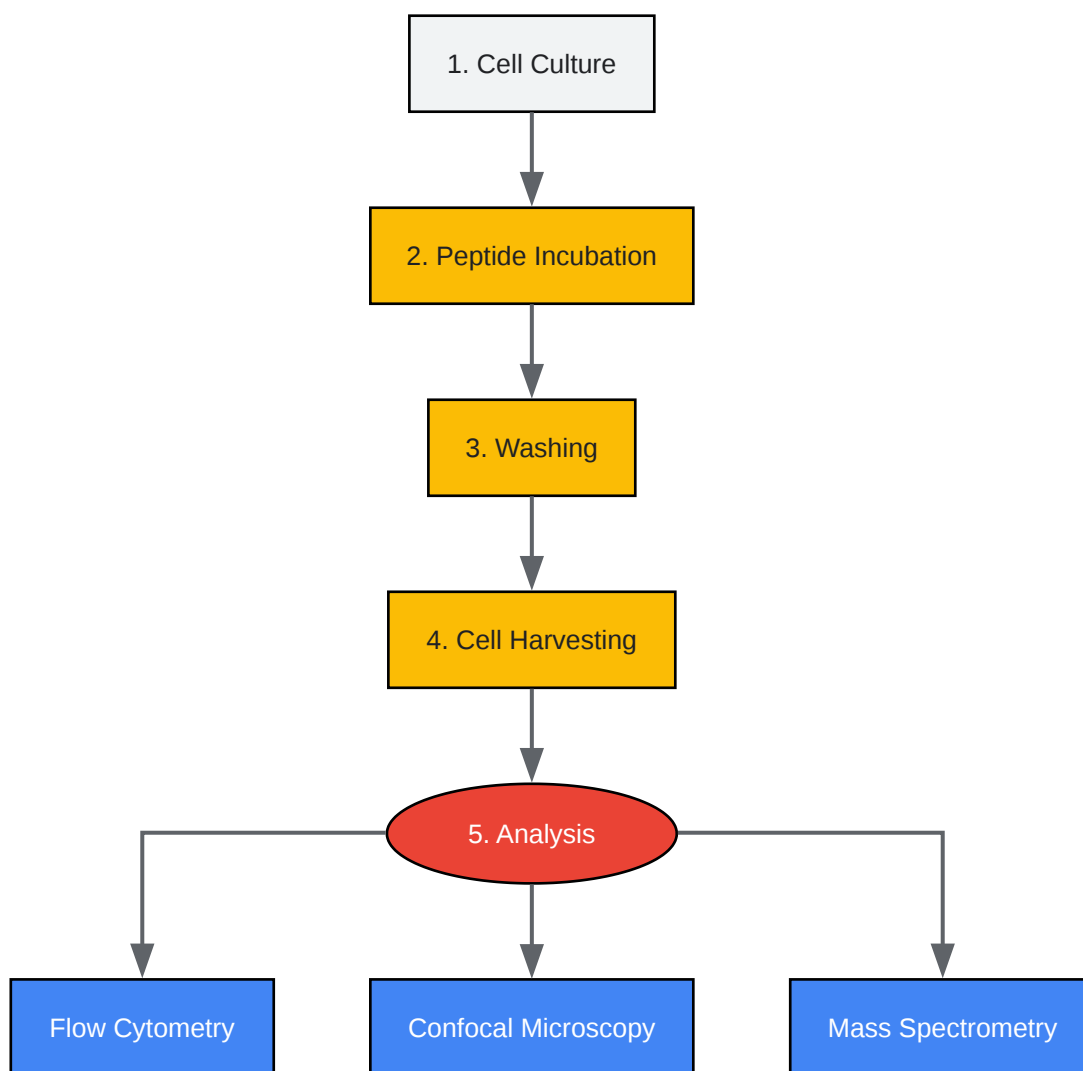 1. Cell Culture
2. Peptide Incubation
3. Washing
4. Cell Harvesting
5. Analysis
Flow Cytometry
Confocal Microscopy
Mass Spectrometry